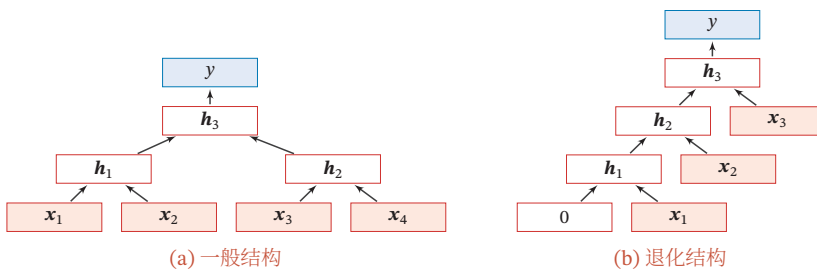 y
h₃
h₁ h₂
x₁ x₂ x₃ x₄
(a) 一般结构
y
h₃
h₂ x₃
h₁ x₂
0 x₁
(b) 退化结构